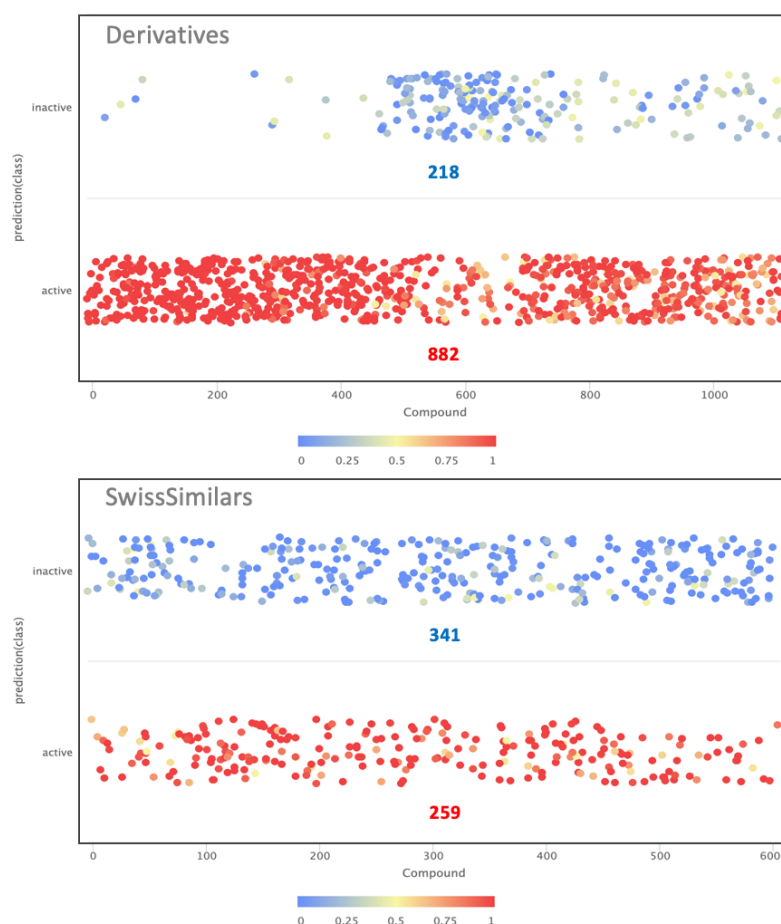 Derivatives
inactive
218
prediction(class)
active
882
0 200 400 600 800 1000
Compound
0 0.25 0.5 0.75 1
SwissSimilars
inactive
341
prediction(class)
active
259
0 100 200 300 400 500 600
Compound
0 0.25 0.5 0.75 1